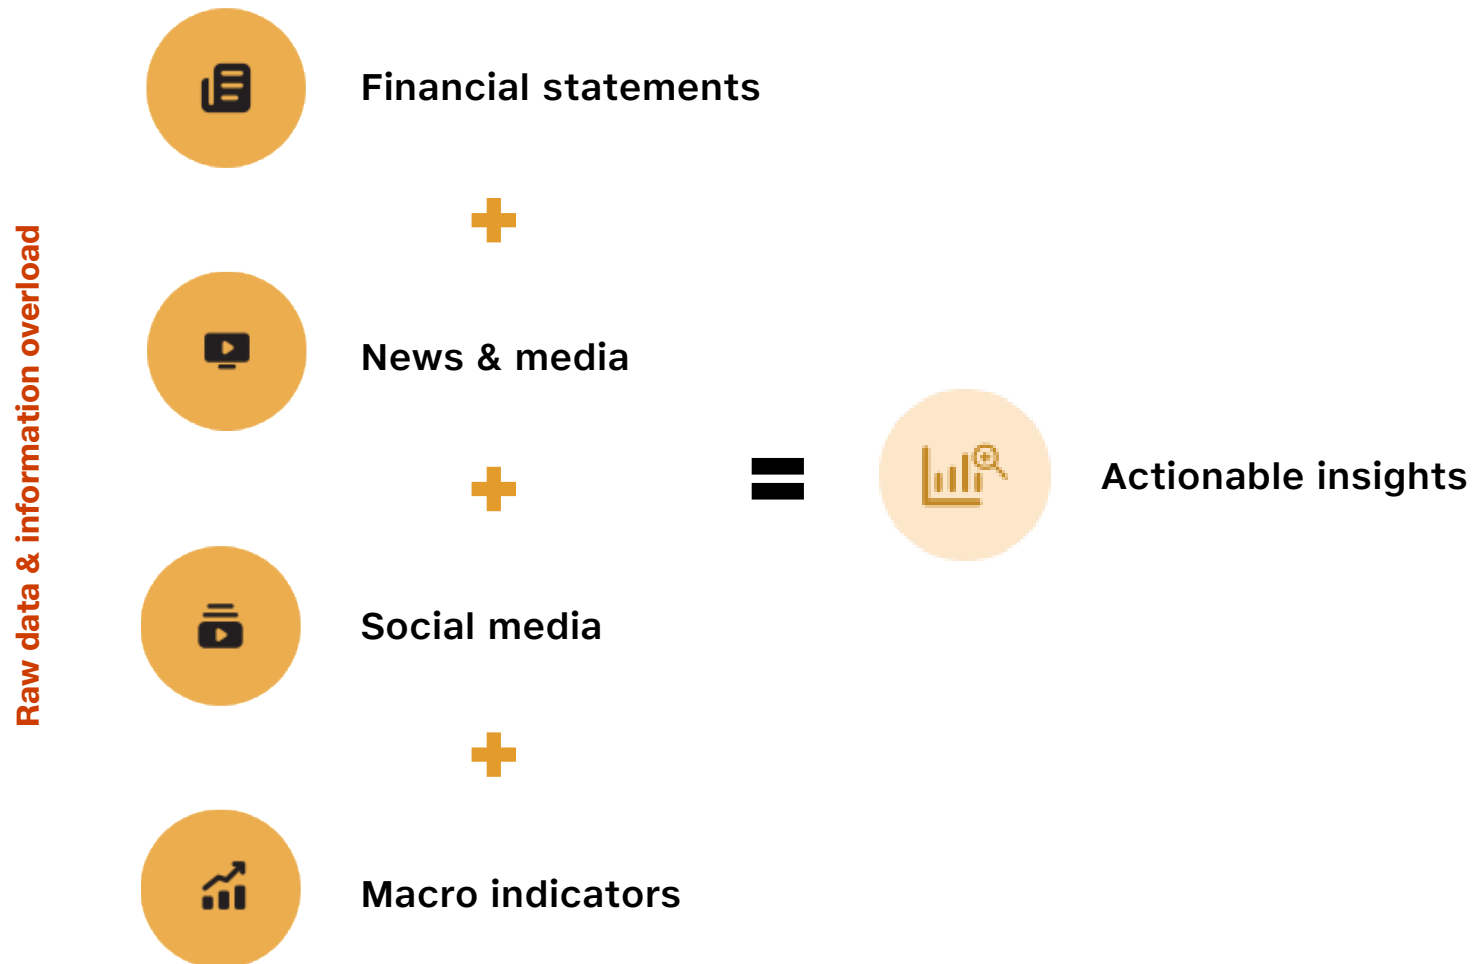 Raw data & information overload
Financial statements
+
News & media
+
Social media
+
Macro indicators
=
Actionable insights